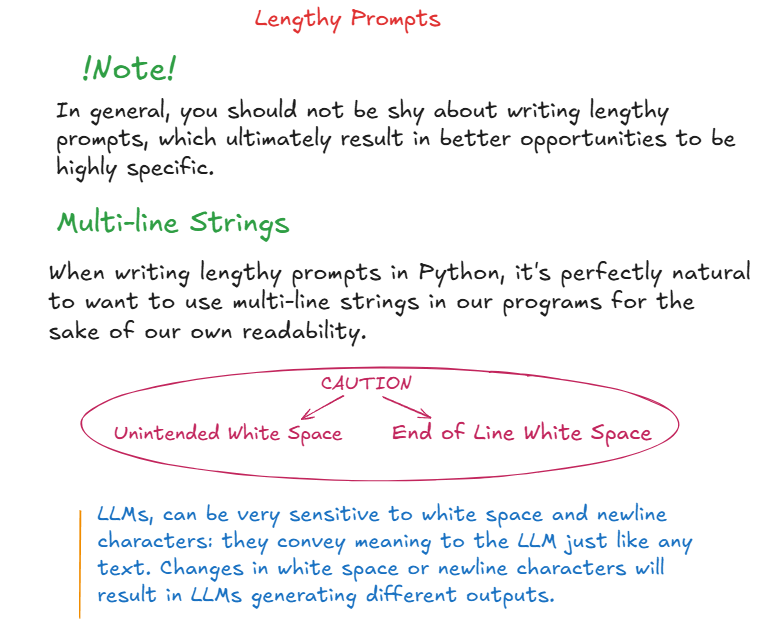 Lengthy Prompts
!Note!
In general, you should not be shy about writing lengthy
prompts, which ultimately result in better opportunities to be
highly specific.
Multi-line Strings
When writing lengthy prompts in Python, it's perfectly natural
to want to use multi-line strings in our programs for the
sake of our own readability.
CAUTION
Unintended White Space
End of Line White Space
LLMs, can be very sensitive to white space and newline
characters: they convey meaning to the LLM just like any
text. Changes in white space or newline characters will
result in LLMs generating different outputs.